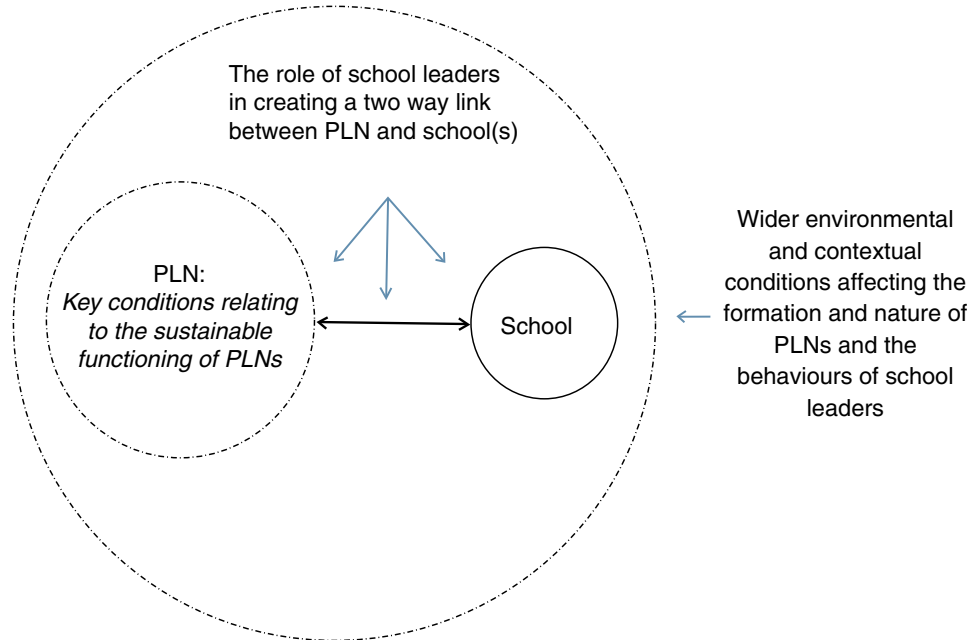 The role of school leaders
in creating a two way link
between PLN and school(s)
PLN:
Key conditions relating
to the sustainable
functioning of PLNs
School
Wider environmental
and contextual
conditions affecting the
formation and nature of
PLNs and the
behaviours of school
leaders